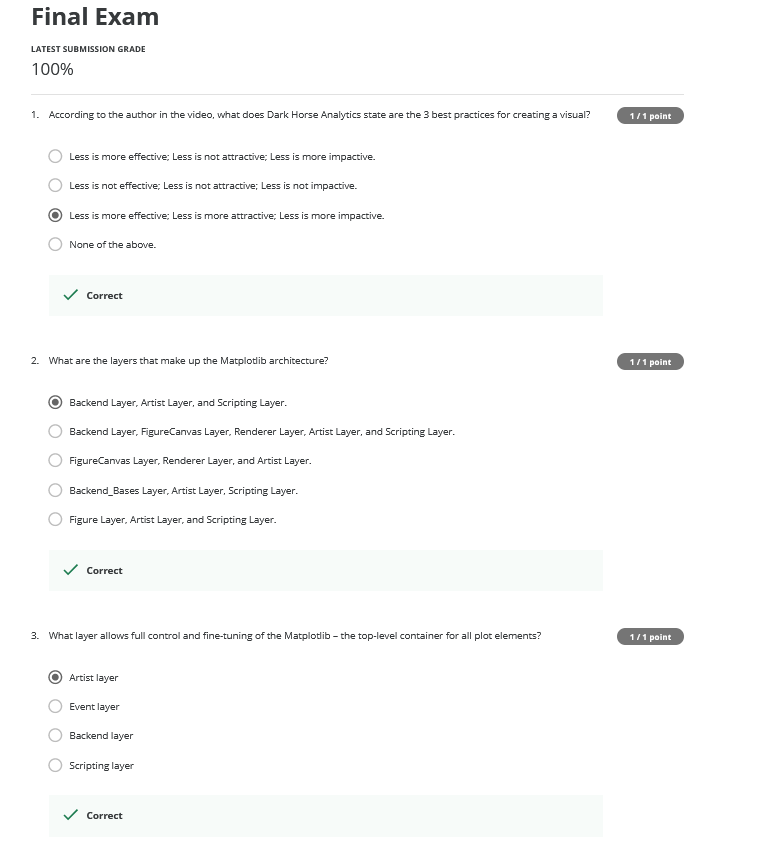 Final Exam
LATEST SUBMISSION GRADE
100%
1. According to the author in the video, what does Dark Horse Analytics state are the 3 best practices for creating a visual? 1 / 1 point
Less is more effective; Less is not attractive; Less is more impactive.
Less is not effective; Less is not attractive; Less is not impactive.
Less is more effective; Less is more attractive; Less is more impactive.
None of the above.
Correct
2. What are the layers that make up the Matplotlib architecture? 1 / 1 point
Backend Layer, Artist Layer, and Scripting Layer.
Backend Layer, FigureCanvas Layer, Renderer Layer, Artist Layer, and Scripting Layer.
FigureCanvas Layer, Renderer Layer, and Artist Layer.
Backend_Bases Layer, Artist Layer, Scripting Layer.
Figure Layer, Artist Layer, and Scripting Layer.
Correct
3. What layer allows full control and fine-tuning of the Matplotlib – the top-level container for all plot elements? 1 / 1 point
Artist layer
Event layer
Backend layer
Scripting layer
Correct